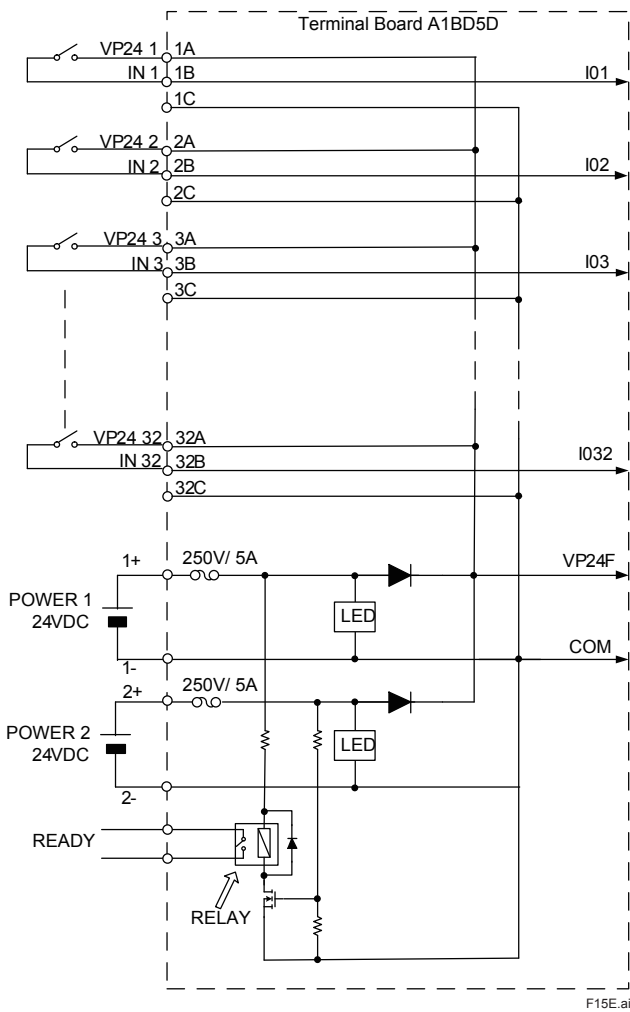 Terminal Board A1BD5D
VP24 1 1A
IN 1 1B I01
1C
VP24 2 2A
IN 2 2B I02
2C
VP24 3 3A
IN 3 3B I03
3C
VP24 32 32A
IN 32 32B I032
32C
1+ 250V/ 5A VP24F
POWER 1
24VDC
LED
COM
1-
2+ 250V/ 5A
POWER 2
24VDC
LED
2-
READY
RELAY
F15E.ai